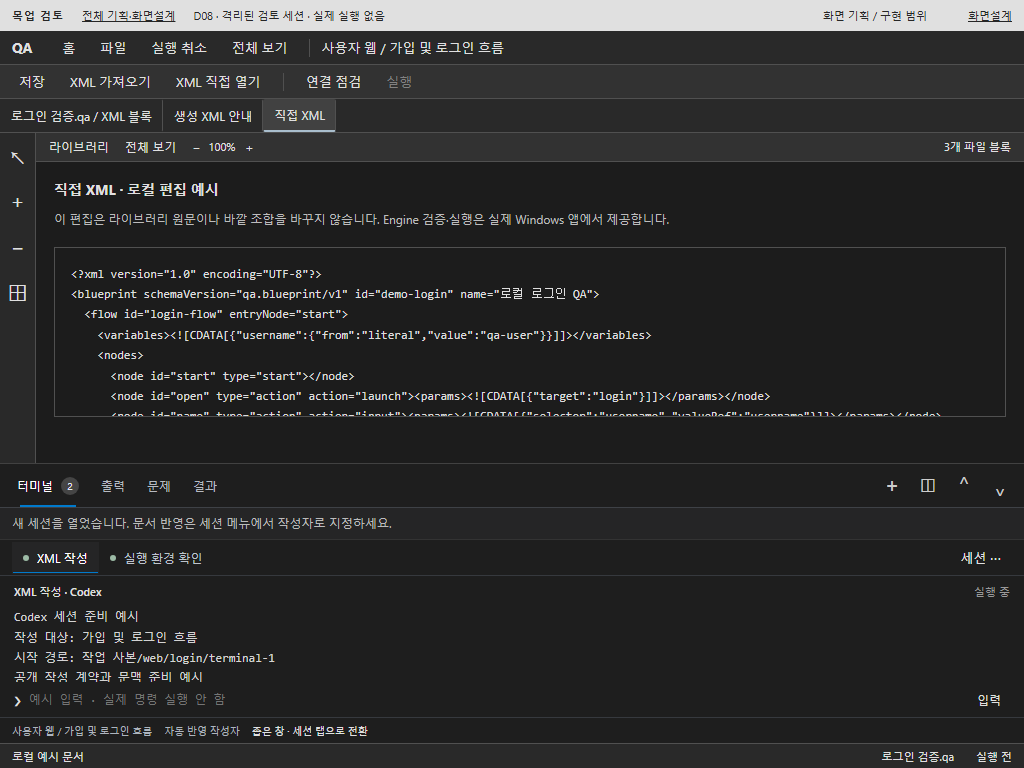 목업 검토 전체 기획·화면설계 D08 · 격리된 검토 세션 · 실제 실행 없음 화면 기획 / 구현 범위 화면설계
QA 홈 파일 실행 취소 전체 보기 사용자 웹 / 가입 및 로그인 흐름
저장 XML 가져오기 XML 직접 열기 연결 점검 실행
로그인 검증.qa / XML 블록 생성 XML 안내 직접 XML
라이브러리 전체 보기 − 100% + 3개 파일 블록
직접 XML · 로컬 편집 예시
이 편집은 라이브러리 원문이나 바깥 조합을 바꾸지 않습니다. Engine 검증·실행은 실제 Windows 앱에서 제공합니다.
<?xml version="1.0" encoding="UTF-8"?>
<blueprint schemaVersion="qa.blueprint/v1" id="demo-login" name="로컬 로그인 QA">
<flow id="login-flow" entryNode="start">
<variables><![CDATA[{"username":{"from":"literal","value":"qa-user"}}]]></variables>
<nodes>
<node id="start" type="start"></node>
<node id="open" type="action" action="launch"><params><![CDATA[{"target":"login"}]]></params></node>
<node id="name" type="action" action="input"><params><![CDATA[{"selector":"username","valueRef":"username"}]]></params></node>
터미널 2 출력 문제 결과
새 세션을 열었습니다. 문서 반영은 세션 메뉴에서 작성자로 지정하세요.
XML 작성 실행 환경 확인 세션 ···
XML 작성 · Codex 실행 중
Codex 세션 준비 예시
작성 대상: 가입 및 로그인 흐름
시작 경로: 작업 사본/web/login/terminal-1
공개 작성 계약과 문맥 준비 예시
❯ 예시 입력 · 실제 명령 실행 안 함 입력
사용자 웹 / 가입 및 로그인 흐름 자동 반영 작성자 좁은 창 · 세션 탭으로 전환
로컬 예시 문서 로그인 검증.qa 실행 전